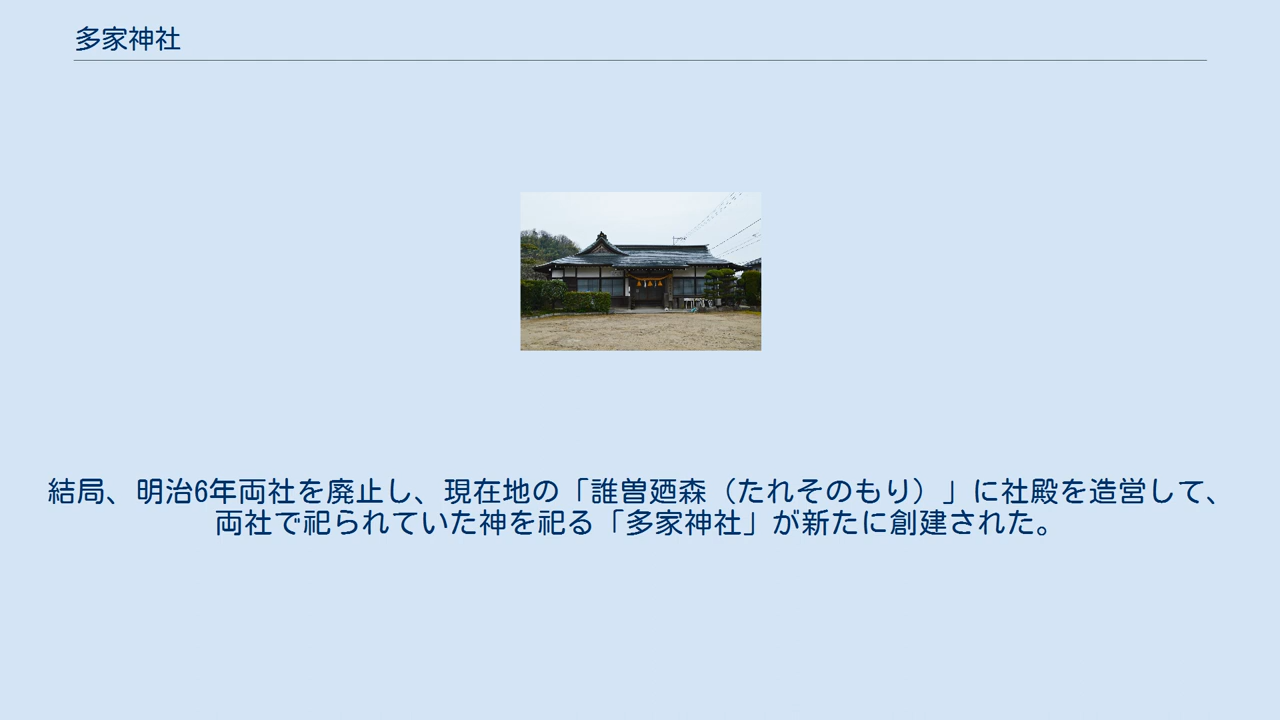 多家神社
結局、明治6年両社を廃止し、現在地の「誰曽廼森（たれそのもり）」に社殿を造営して、
両社で祀られていた神を祀る「多家神社」が新たに創建された。